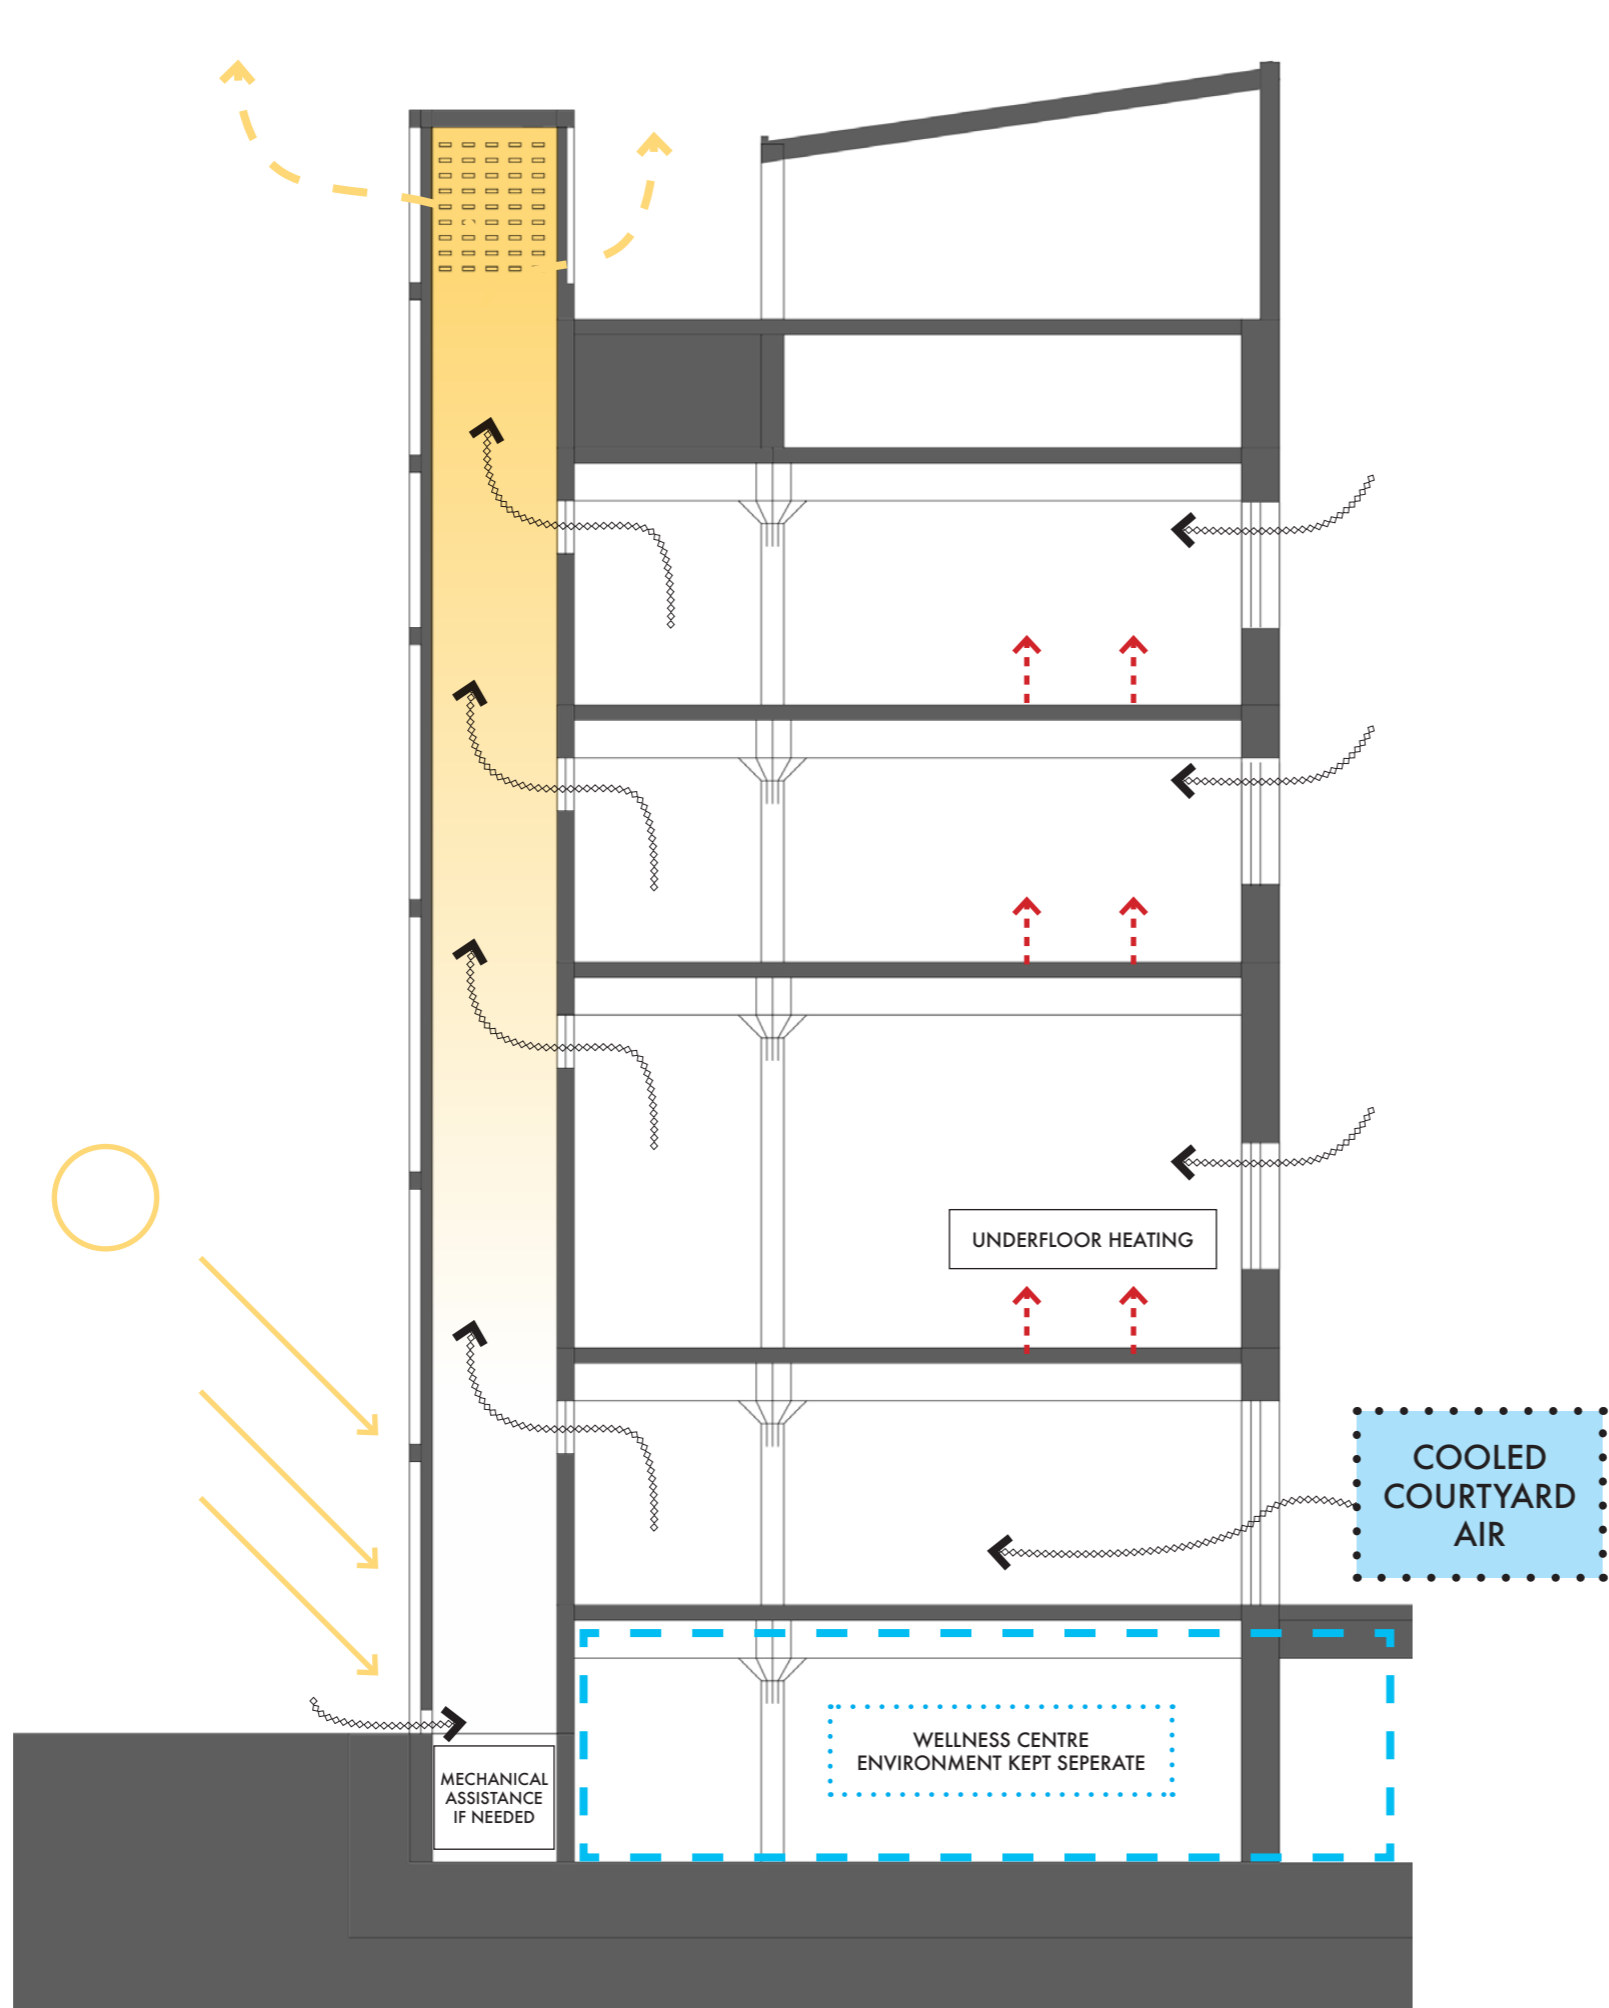 UNDERFLOOR HEATING
COOLED
COURTYARD
AIR
WELLNESS CENTRE
ENVIRONMENT KEPT SEPERATE
MECHANICAL
ASSISTANCE
IF NEEDED